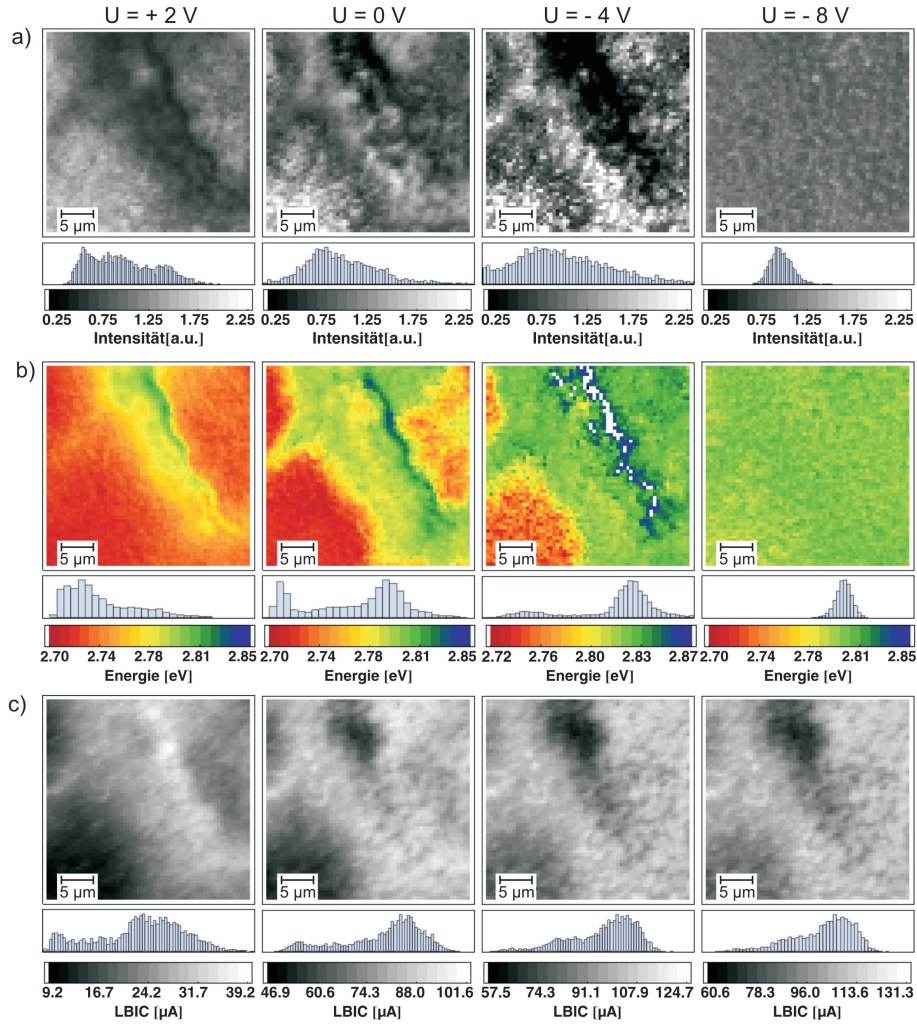 U = + 2 V U = 0 V U = - 4 V U = - 8 V
a)
5 µm 5 µm 5 µm 5 µm
0.25 0.75 1.25 1.75 2.25 0.25 0.75 1.25 1.75 2.25 0.25 0.75 1.25 1.75 2.25 0.25 0.75 1.25 1.75 2.25
Intensität[a.u.] Intensität[a.u.] Intensität[a.u.] Intensität[a.u.]
b)
5 µm 5 µm 5 µm 5 µm
2.70 2.74 2.78 2.81 2.85 2.70 2.74 2.78 2.81 2.85 2.72 2.76 2.80 2.83 2.87 2.70 2.74 2.78 2.81 2.85
Energie [eV] Energie [eV] Energie [eV] Energie [eV]
c)
5 µm 5 µm 5 µm 5 µm
9.2 16.7 24.2 31.7 39.2 46.9 60.6 74.3 88.0 101.6 57.5 74.3 91.1 107.9 124.7 60.6 78.3 96.0 113.6 131.3
LBIC [µA] LBIC [µA] LBIC [µA] LBIC [µA]